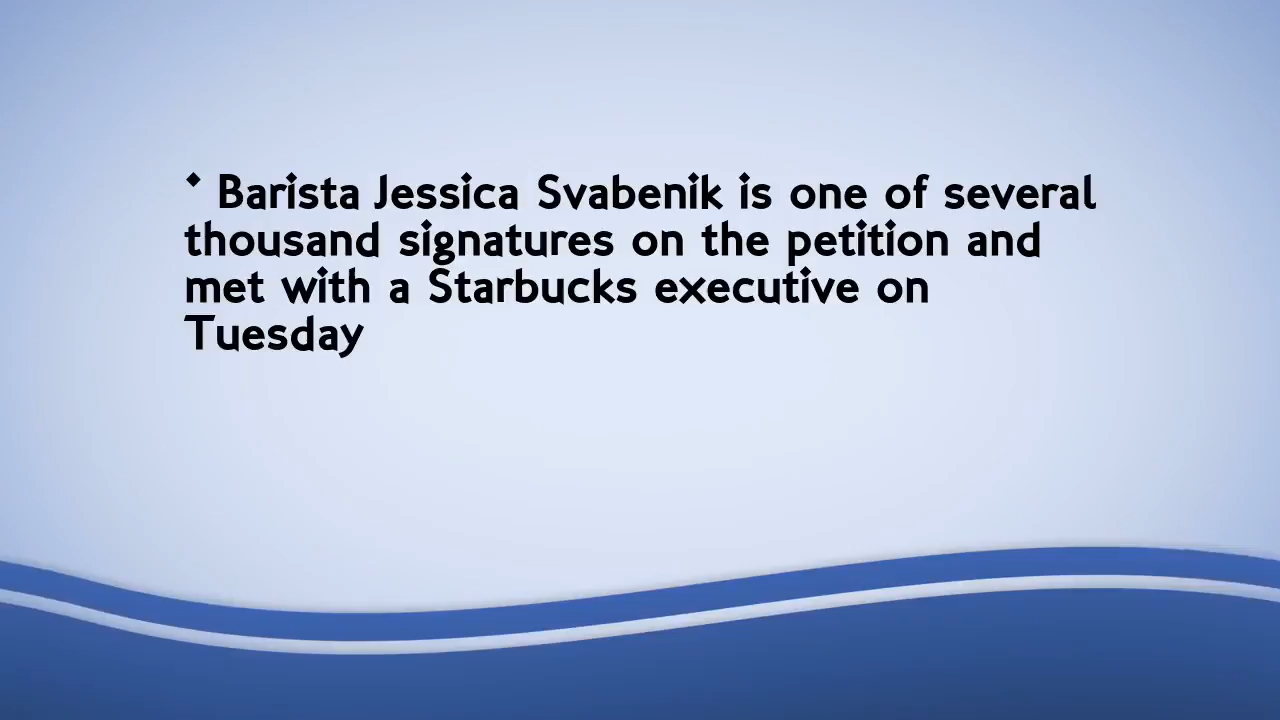 ◆ Barista Jessica Svabenik is one of several
thousand signatures on the petition and
met with a Starbucks executive on
Tuesday